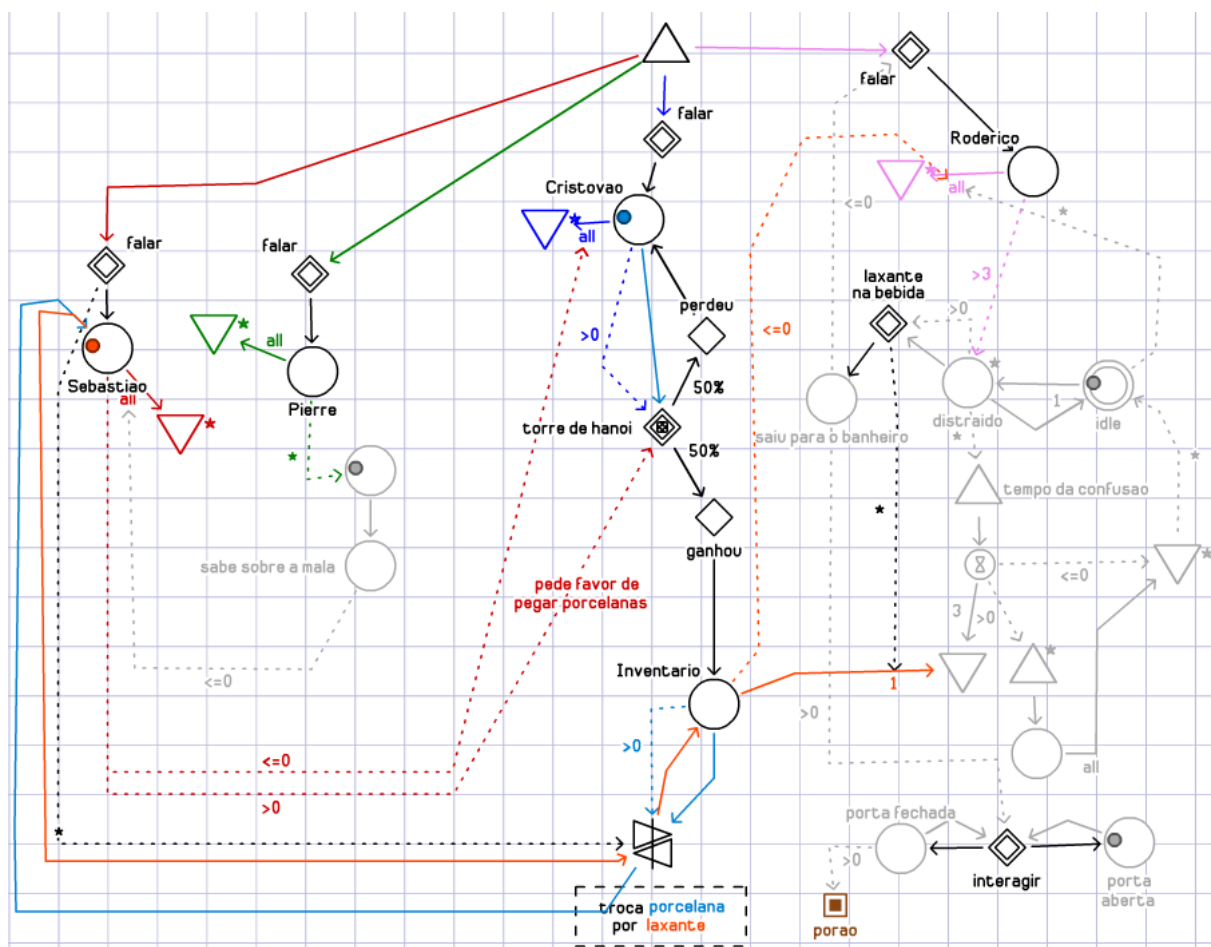 falar
falar
Roderico
all
*
Cristovao
*
all
<=0
*
falar
falar
>3
laxante
na bebida
perdeu
>0
<=0
>0
*
all
*
50%
*
Sebastiao
all
Pierre
1
distraido
idle
saiu para o banheiro
torre de hanoi
50%
*
*
*
*
tempo da confusao
*
ganhou
sabe sobre a mala
<=0
*
pede favor de
pegar porcelanas
3
>0
*
Inventario
<=0
1
>0
>0
<=0
all
>0
*
porta fechada
>0
interagir
porta
aberta
troca porcelana
por laxante
porao